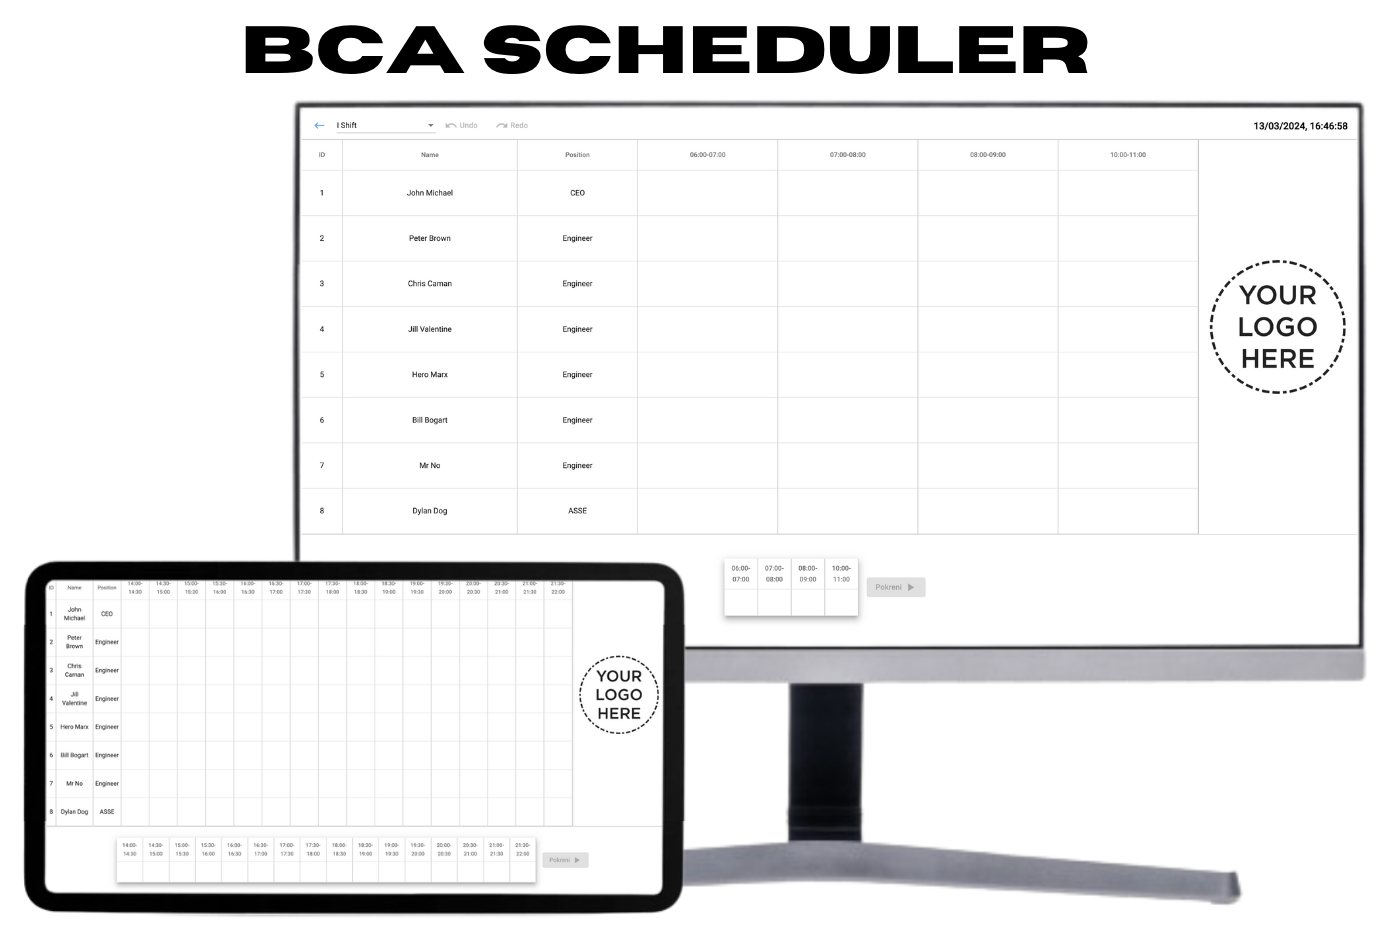 BCA SCHEDULER
I Shift Undo Redo 13/03/2024, 16:46:58
ID Name Position 06:00-07:00 07:00-08:00 08:00-09:00 10:00-11:00
1 John Michael CEO
2 Peter Brown Engineer
3 Chris Caman Engineer
4 Jill Valentine Engineer
5 Hero Marx Engineer
6 Bill Bogart Engineer
7 Mr No Engineer
8 Dylan Dog ASSE
YOUR
LOGO
HERE
06:00- 07:00- 08:00- 10:00-
07:00 08:00 09:00 11:00
Pokreni
14:00- 14:30- 15:00- 15:30- 16:00- 16:30- 17:00- 17:30- 18:00- 18:30- 19:00- 19:30- 20:00- 20:30- 21:00- 21:30-
ID Name Position
14:30 15:00 15:30 16:00 16:30 17:00 17:30 18:00 18:30 19:00 19:30 20:00 20:30 21:00 21:30 22:00
1 John
Michael CEO
2 Peter
Brown Engineer
3 Chris
Caman Engineer
4 Jill
Valentine Engineer
5 Hero Marx Engineer
6 Bill Bogart Engineer
7 Mr No Engineer
8 Dylan Dog ASSE
YOUR
LOGO
HERE
14:00- 14:30- 15:00- 15:30- 16:00- 16:30- 17:00- 17:30- 18:00- 18:30- 19:00- 19:30- 20:00- 20:30- 21:00- 21:30-
14:30 15:00 15:30 16:00 16:30 17:00 17:30 18:00 18:30 19:00 19:30 20:00 20:30 21:00 21:30 22:00
Pokreni